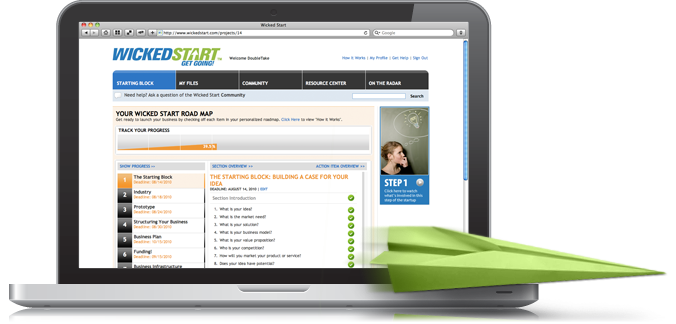 Wicked Start
http://www.wickedstart.com/projects/14
Google
WICKEDSTART
GET GOING!
Welcome DoubleTake
How It Works | My Profile | Get Help | Sign Out
STARTING BLOCK
MY FILES
COMMUNITY
RESOURCE CENTER
ON THE RADAR
Need help? Ask a question of the Wicked Start Community
Search
YOUR WICKED START ROAD MAP
Get ready to launch your business by checking off each item in your personalized roadmap. Click Here to view 'How It Works'.
TRACK YOUR PROGRESS
SHOW PROGRESS >>
SECTION OVERVIEW >>
ACTION ITEM OVERVIEW >>
1 The Starting Block
Deadline: 08/14/2010
2 Industry
Deadline: 08/18/2010
3 Prototype
Deadline: 08/24/2010
4 Structuring Your Business
Deadline: 08/30/2010
5 Business Plan
Deadline: 10/15/2010
6 Funding!
7 Business Infrastructure
THE STARTING BLOCK: BUILDING A CASE FOR YOUR
IDEA
DEADLINE: AUGUST 14, 2010 | EDIT
Section Introduction
1. What is your idea?
2. What is the market need?
3. What is your solution?
4. What is your business model?
5. What is your value proposition?
6. Who is your competition?
7. How will you market your product or service?
8. Does your idea have potential?
STEP 1
Click here to watch
what's involved in this
step of the startup